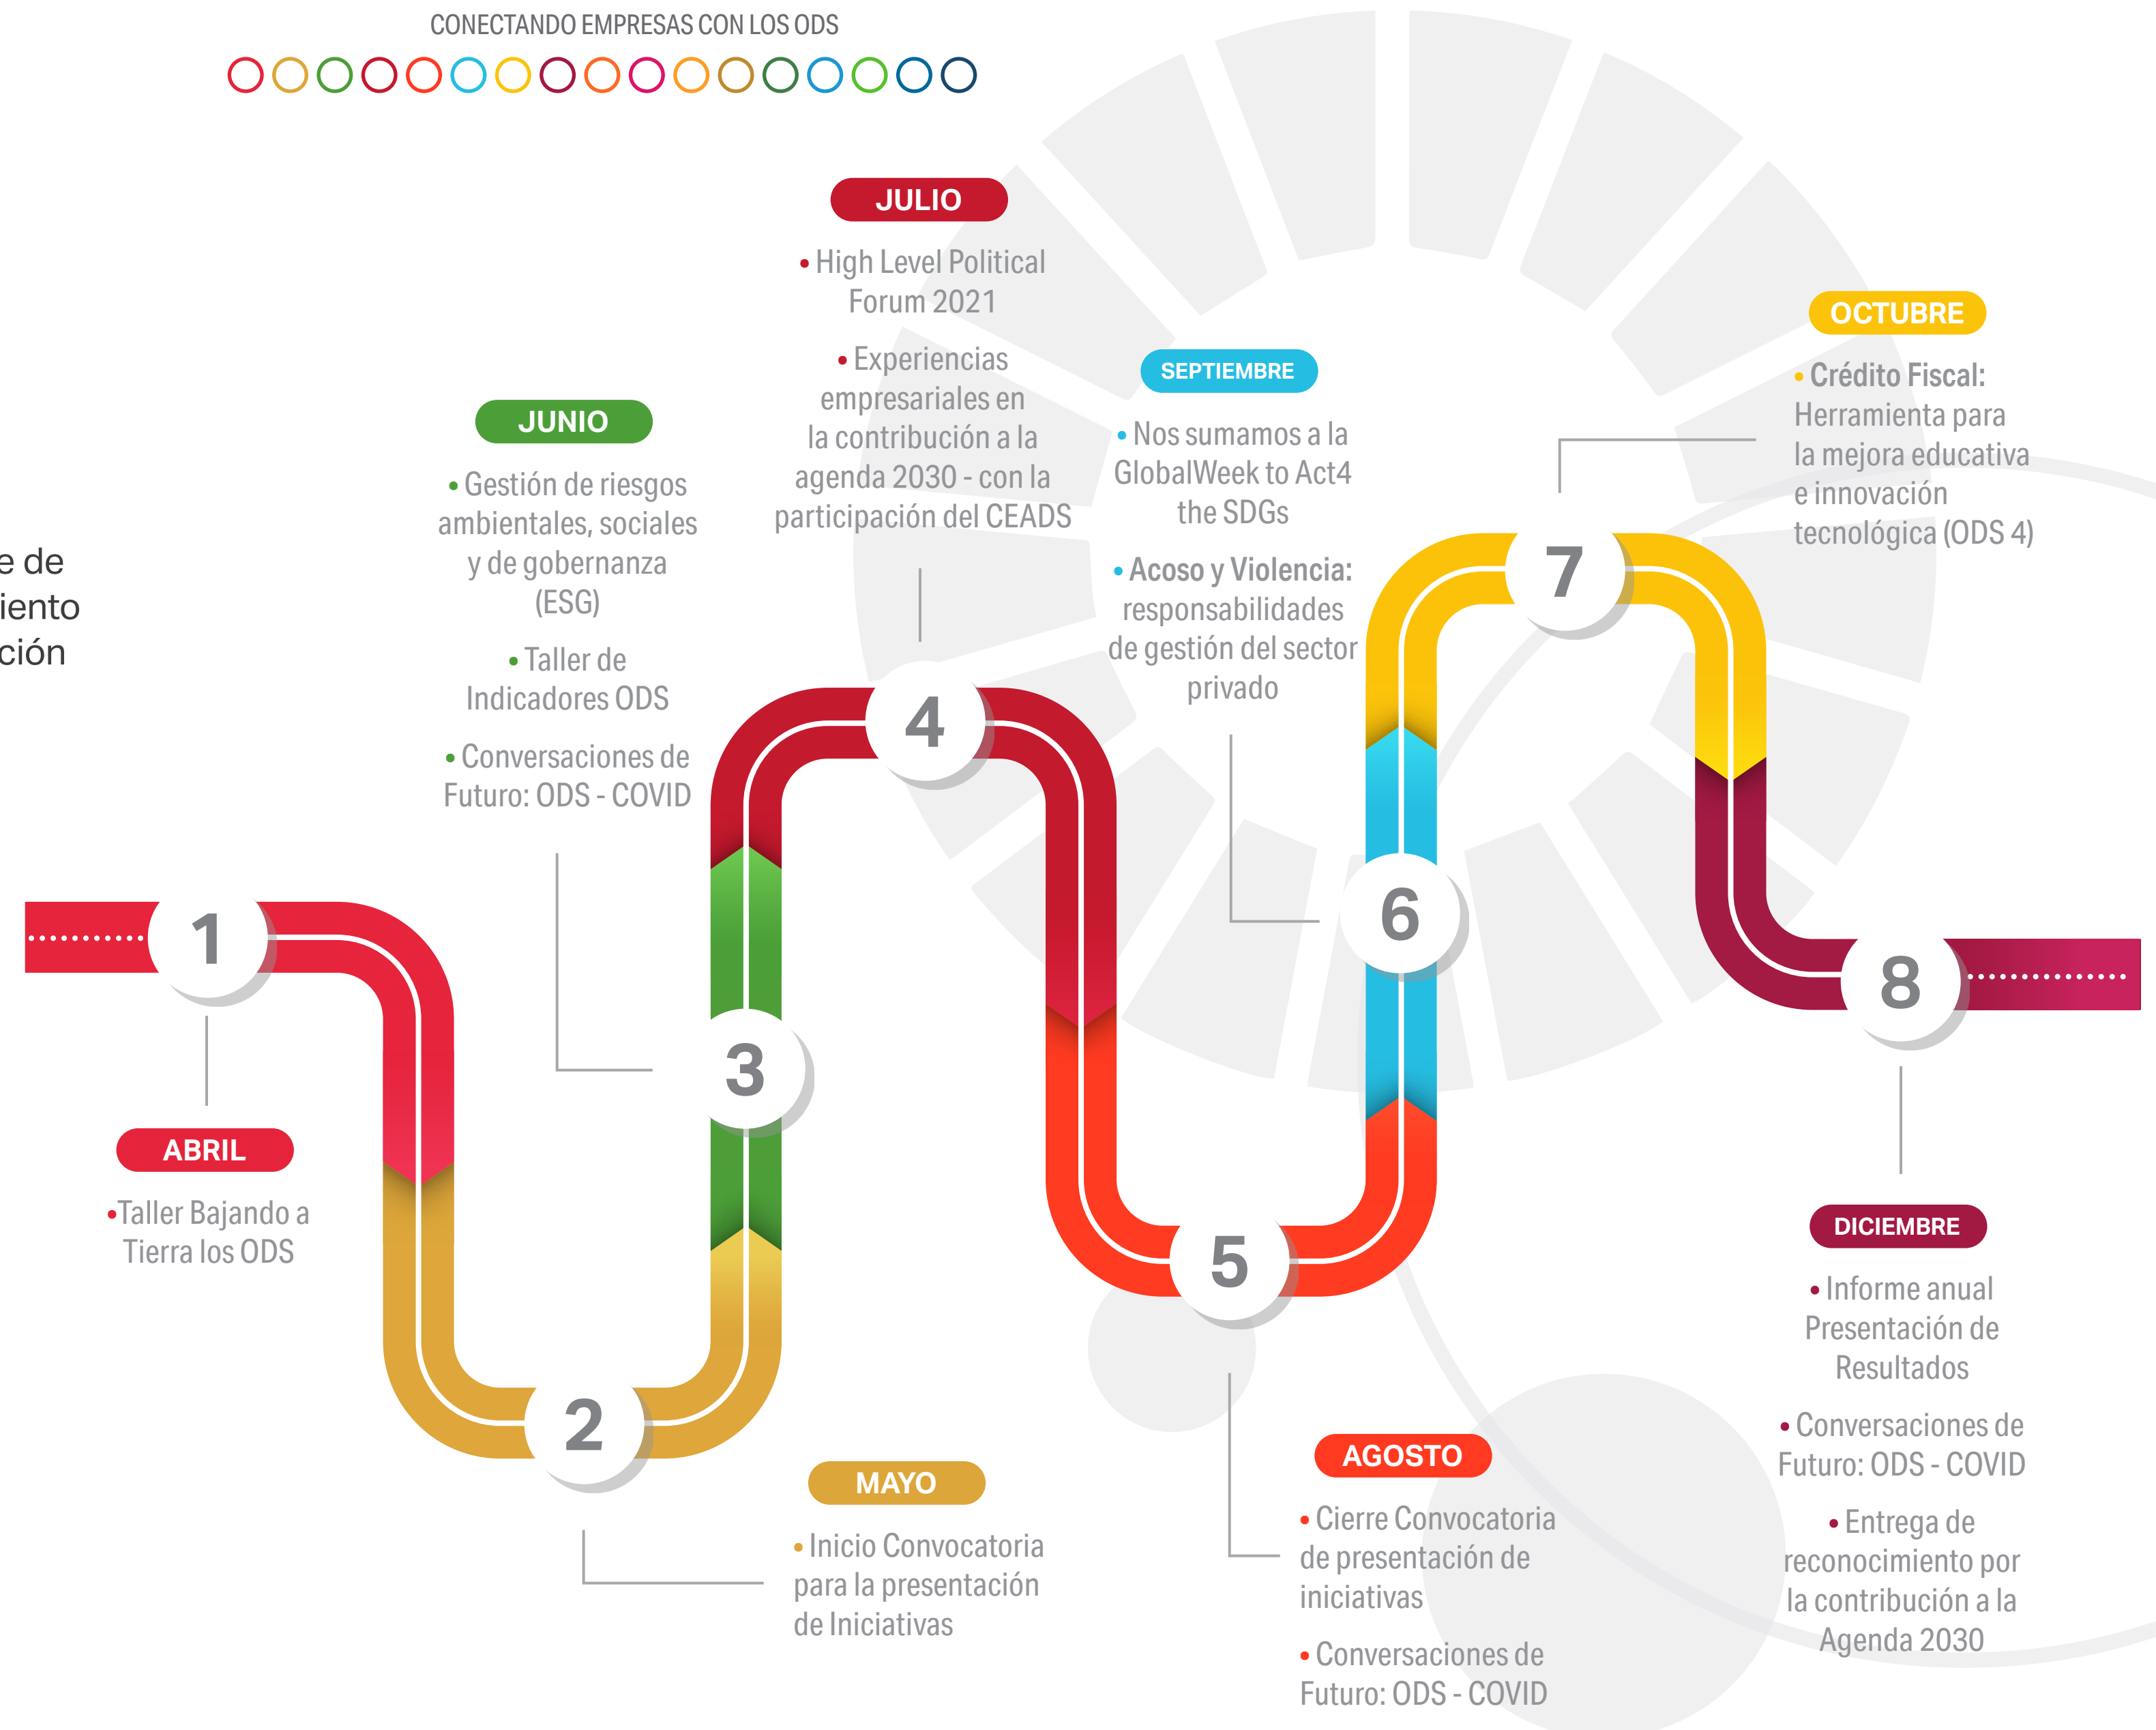 CONECTANDO EMPRESAS CON LOS ODS
e de
iento
ción
1
ABRIL
•Taller Bajando a
Tierra los ODS
2
MAYO
• Inicio Convocatoria
para la presentación
de Iniciativas
3
JUNIO
• Gestión de riesgos
ambientales, sociales
y de gobernanza
(ESG)
• Taller de
Indicadores ODS
• Conversaciones de
Futuro: ODS - COVID
4
JULIO
• High Level Political
Forum 2021
• Experiencias
empresariales en
la contribución a la
agenda 2030 - con la
participación del CEADS
5
AGOSTO
• Cierre Convocatoria
de presentación de
iniciativas
• Conversaciones de
Futuro: ODS - COVID
6
SEPTIEMBRE
• Nos sumamos a la
GlobalWeek to Act4
the SDGs
• Acoso y Violencia:
responsabilidades
de gestión del sector
privado
7
OCTUBRE
• Crédito Fiscal:
Herramienta para
la mejora educativa
e innovación
tecnológica (ODS 4)
8
DICIEMBRE
• Informe anual
Presentación de
Resultados
• Conversaciones de
Futuro: ODS - COVID
• Entrega de
reconocimiento por
la contribución a la
Agenda 2030